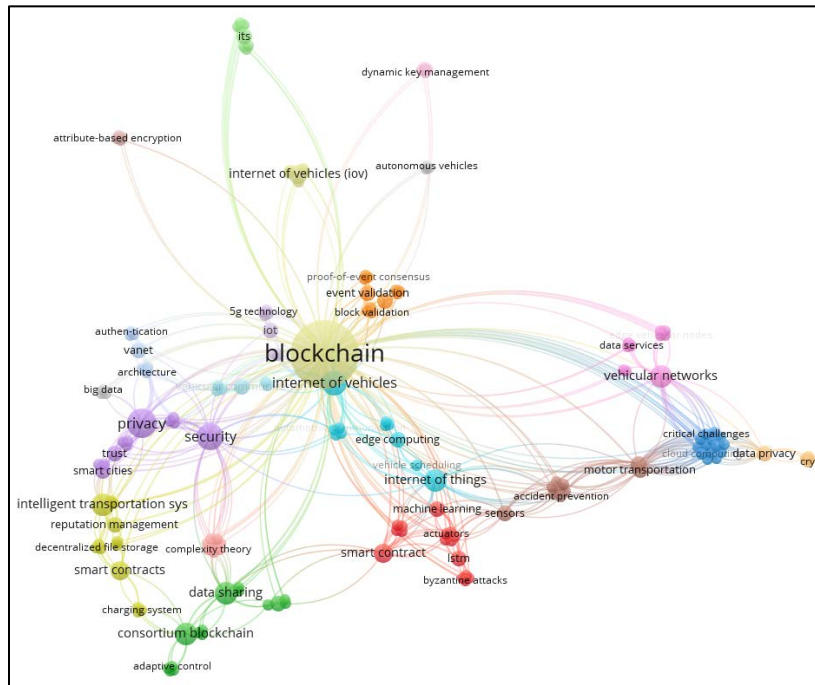 its
dynamic key management
attribute-based encryption
autonomous vehicles
internet of vehicles (iov)
proof-of-event consensus
event validation
block validation
5g technology
iot
authen-tication
vanet
blockchain
data services
architecture
internet of vehicles
vehicular networks
big data
privacy
security
critical challenges
edge computing
trust
cloud computing
data privacy
cry
smart cities
vehicle scheduling
motor transportation
internet of things
accident prevention
intelligent transportation sys
machine learning
sensors
reputation management
actuators
decentralized file storage
complexity theory
smart contract
lstm
smart contracts
byzantine attacks
data sharing
charging system
consortium blockchain
adaptive control